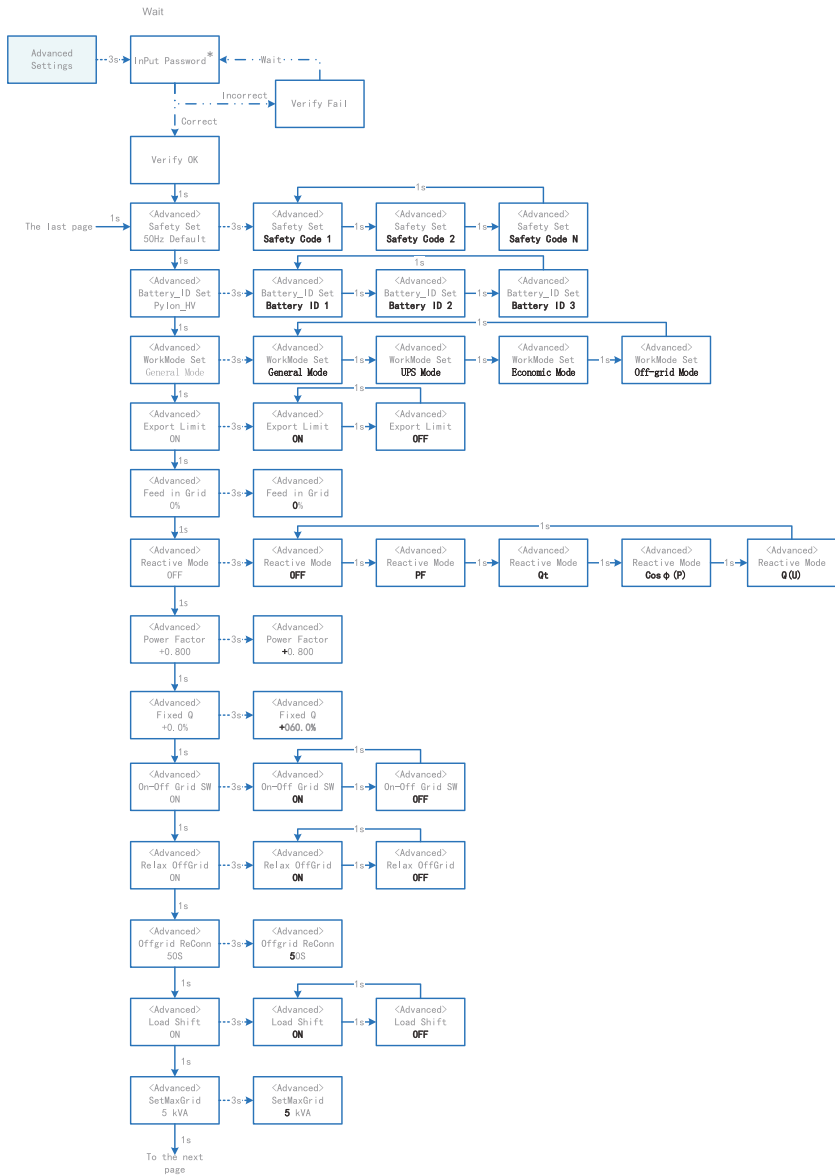 Wait
Advanced
Settings
3s
InPut Password*
Wait
Incorrect
Verify Fail
Correct
Verify OK
1s
1s
The last page
1s
<Advanced>
Safety Set
50Hz Default
3s
<Advanced>
Safety Set
Safety Code 1
1s
<Advanced>
Safety Set
Safety Code 2
1s
<Advanced>
Safety Set
Safety Code N
1s
1s
<Advanced>
Battery_ID Set
Pylon_HV
3s
<Advanced>
Battery_ID Set
Battery ID 1
1s
<Advanced>
Battery_ID Set
Battery ID 2
1s
<Advanced>
Battery_ID Set
Battery ID 3
1s
1s
<Advanced>
WorkMode Set
General Mode
3s
<Advanced>
WorkMode Set
General Mode
1s
<Advanced>
WorkMode Set
UPS Mode
1s
<Advanced>
WorkMode Set
Economic Mode
1s
<Advanced>
WorkMode Set
Off-grid Mode
1s
1s
<Advanced>
Export Limit
ON
3s
<Advanced>
Export Limit
ON
1s
<Advanced>
Export Limit
OFF
1s
<Advanced>
Feed in Grid
0%
3s
<Advanced>
Feed in Grid
0%
1s
1s
<Advanced>
Reactive Mode
OFF
3s
<Advanced>
Reactive Mode
OFF
1s
<Advanced>
Reactive Mode
PF
1s
<Advanced>
Reactive Mode
Qt
1s
<Advanced>
Reactive Mode
Cos φ (P)
1s
<Advanced>
Reactive Mode
Q(U)
1s
<Advanced>
Power Factor
+0.800
3s
<Advanced>
Power Factor
+0.800
1s
<Advanced>
Fixed Q
+0.0%
3s
<Advanced>
Fixed Q
+060.0%
1s
1s
<Advanced>
On-Off Grid SW
ON
3s
<Advanced>
On-Off Grid SW
ON
1s
<Advanced>
On-Off Grid SW
OFF
1s
1s
<Advanced>
Relax OffGrid
ON
3s
<Advanced>
Relax OffGrid
ON
1s
<Advanced>
Relax OffGrid
OFF
1s
<Advanced>
Offgrid ReConn
50S
3s
<Advanced>
Offgrid ReConn
50S
1s
1s
<Advanced>
Load Shift
ON
3s
<Advanced>
Load Shift
ON
1s
<Advanced>
Load Shift
OFF
1s
<Advanced>
SetMaxGrid
5 kVA
3s
<Advanced>
SetMaxGrid
5 kVA
1s
To the next
page